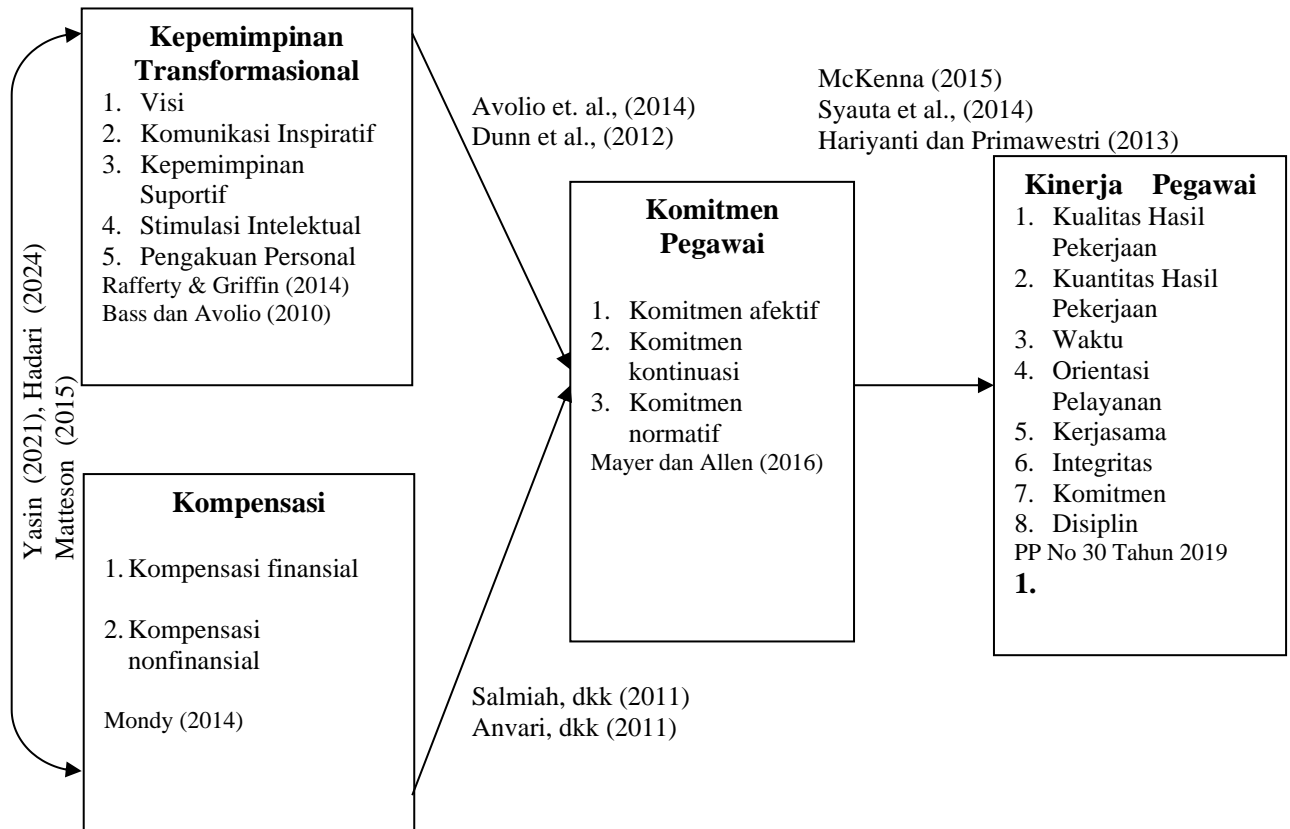 Kepemimpinan
Transformasional
1. Visi
2. Komunikasi Inspiratif
3. Kepemimpinan
Suportif
4. Stimulasi Intelektual
5. Pengakuan Personal
Rafferty & Griffin (2014)
Bass dan Avolio (2010)
Yasin (2021), Hadari (2024)
Matteson (2015)
Kompensasi
1. Kompensasi finansial
2. Kompensasi
nonfinansial
Mondy (2014)
Avolio et. al., (2014)
Dunn et al., (2012)
Salmiah, dkk (2011)
Anvari, dkk (2011)
Komitmen
Pegawai
1. Komitmen afektif
2. Komitmen
kontinuasi
3. Komitmen
normatif
Mayer dan Allen (2016)
McKenna (2015)
Syauta et al., (2014)
Hariyanti dan Primawestri (2013)
Kinerja Pegawai
1. Kualitas Hasil
Pekerjaan
2. Kuantitas Hasil
Pekerjaan
3. Waktu
4. Orientasi
Pelayanan
5. Kerjasama
6. Integritas
7. Komitmen
8. Disiplin
PP No 30 Tahun 2019
1.